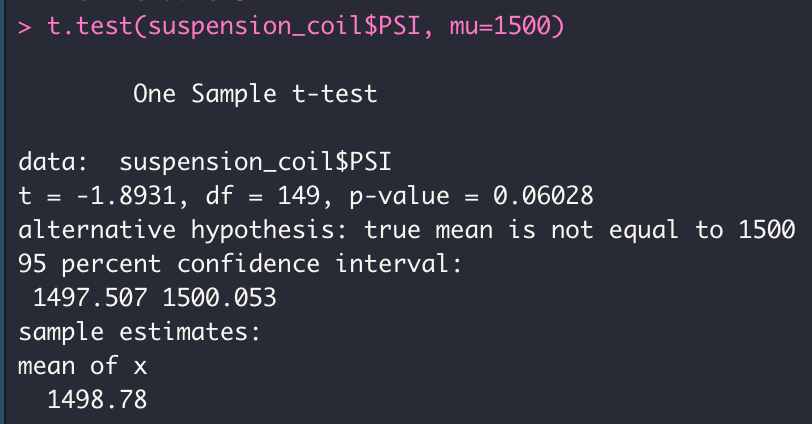 > t.test(suspension_coil$PSI, mu=1500)
One Sample t-test
data:  suspension_coil$PSI
t = -1.8931, df = 149, p-value = 0.06028
alternative hypothesis: true mean is not equal to 1500
95 percent confidence interval:
1497.507 1500.053
sample estimates:
mean of x
1498.78